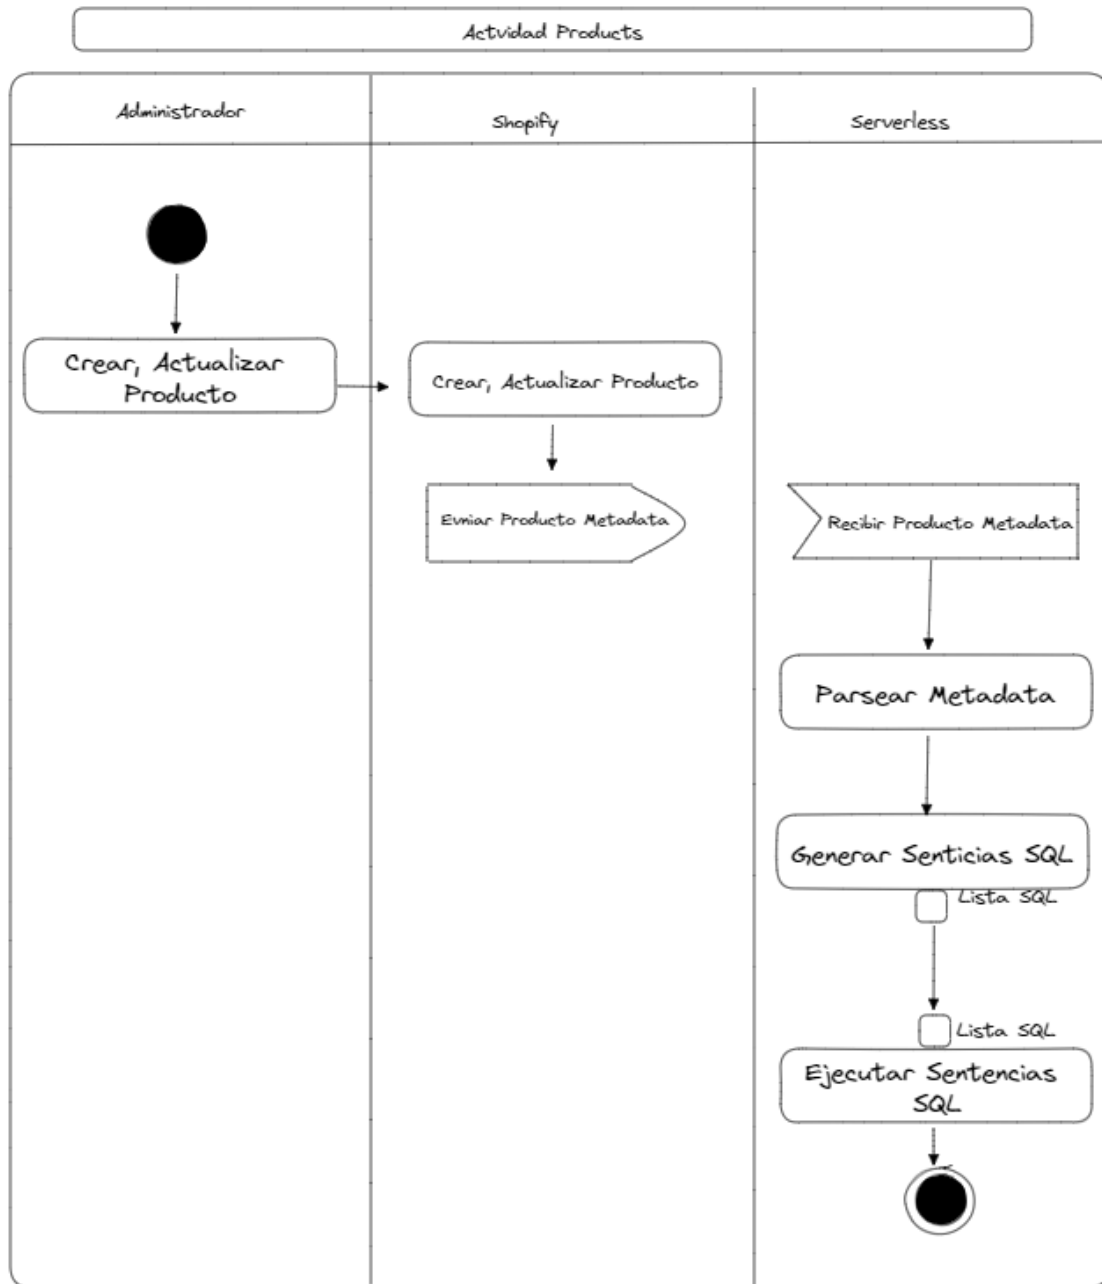 Actvidad Products
Administrador
Shopify
Serverless
Crear, Actualizar
Producto
Crear, Actualizar Producto
Evniar Producto Metadata
Recibir Producto Metadata
Parsear Metadata
Generar Senticias SQL
Lista SQL
Lista SQL
Ejecutar Sentencias
SQL